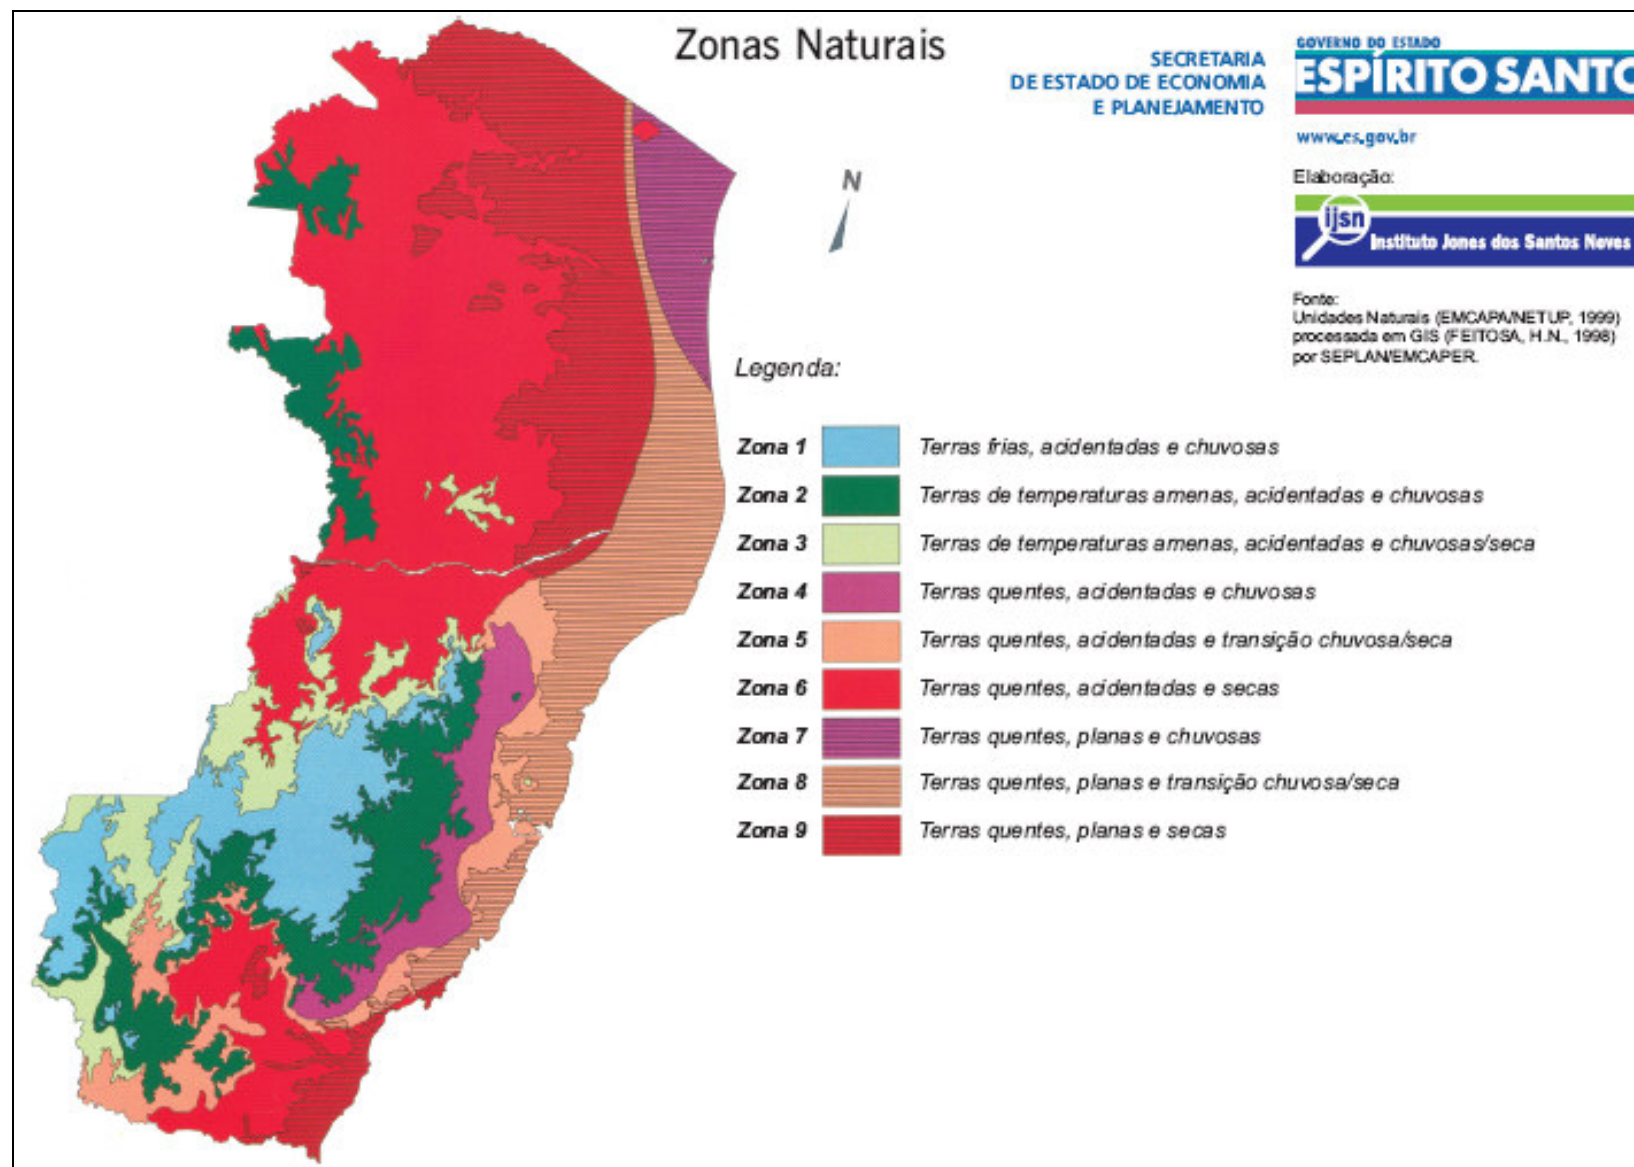 Zonas Naturais
SECRETARIA
DE ESTADO DE ECONOMIA
E PLANEJAMENTO
GOVERNO DO ESTADO
ESPÍRITO SANTO
www.es.gov.br
Elaboração:
ijsn
Instituto Jones dos Santos Neves
Fonte:
Unidades Naturais (EMCAPA/NETUP, 1999)
processada em GIS (FEITOSA, H.N., 1998)
por SEPLAN/EMCAPER.
N
Legenda:
Zona 1 Terras frias, acidentadas e chuvosas
Zona 2 Terras de temperaturas amenas, acidentadas e chuvosas
Zona 3 Terras de temperaturas amenas, acidentadas e chuvosas/seca
Zona 4 Terras quentes, acidentadas e chuvosas
Zona 5 Terras quentes, acidentadas e transição chuvosa/seca
Zona 6 Terras quentes, acidentadas e secas
Zona 7 Terras quentes, planas e chuvosas
Zona 8 Terras quentes, planas e transição chuvosa/seca
Zona 9 Terras quentes, planas e secas